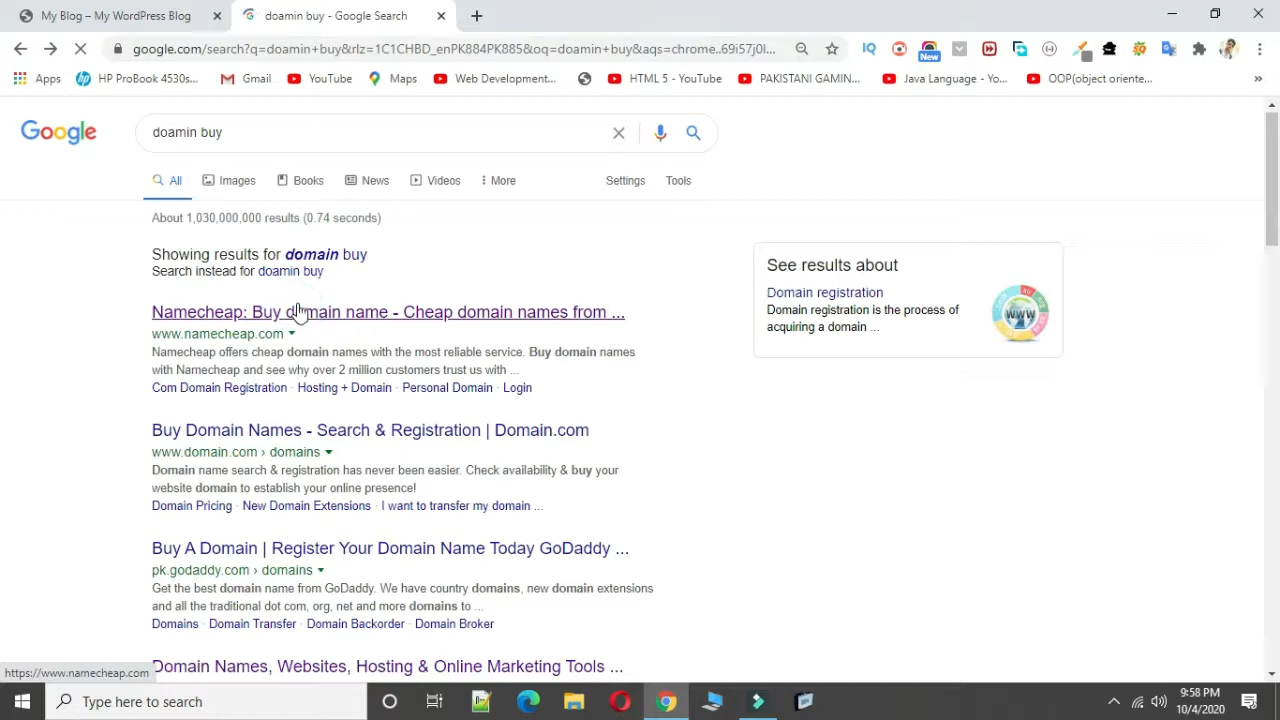 My Blog – My WordPress Blog
doamin buy - Google Search
google.com/search?q=doamin+buy&rlz=1C1CHBD_enPK884PK885&oq=doamin+buy&aqs=chrome..69i57j0l...
IQ
New
Apps
HP ProBook 4530s...
Gmail
YouTube
Maps
Web Development...
HTML 5 - YouTube
PAKISTANI GAMIN...
Java Language - Yo...
OOP(object oriente...
»
Google
doamin buy
All
Images
Books
News
Videos
More
Settings
Tools
About 1,030,000,000 results (0.74 seconds)
Showing results for domain buy
Search instead for doamin buy
Namecheap: Buy domain name - Cheap domain names from ...
www.namecheap.com
Namecheap offers cheap domain names with the most reliable service. Buy domain names
with Namecheap and see why over 2 million customers trust us with ...
Com Domain Registration · Hosting + Domain · Personal Domain · Login
Buy Domain Names - Search & Registration | Domain.com
www.domain.com › domains
Domain name search & registration has never been easier. Check availability & buy your
website domain to establish your online presence!
Domain Pricing · New Domain Extensions · I want to transfer my domain ...
Buy A Domain | Register Your Domain Name Today GoDaddy ...
pk.godaddy.com › domains
Get the best domain name from GoDaddy. We have country domains, new domain extensions
and all the traditional dot com, org, net and more domains to ...
Domains · Domain Transfer · Domain Backorder · Domain Broker
Domain Names, Websites, Hosting & Online Marketing Tools ...
See results about
Domain registration
Domain registration is the process of
acquiring a domain ...
WWW
https://www.namecheap.com
Type here to search
9:58 PM
10/4/2020